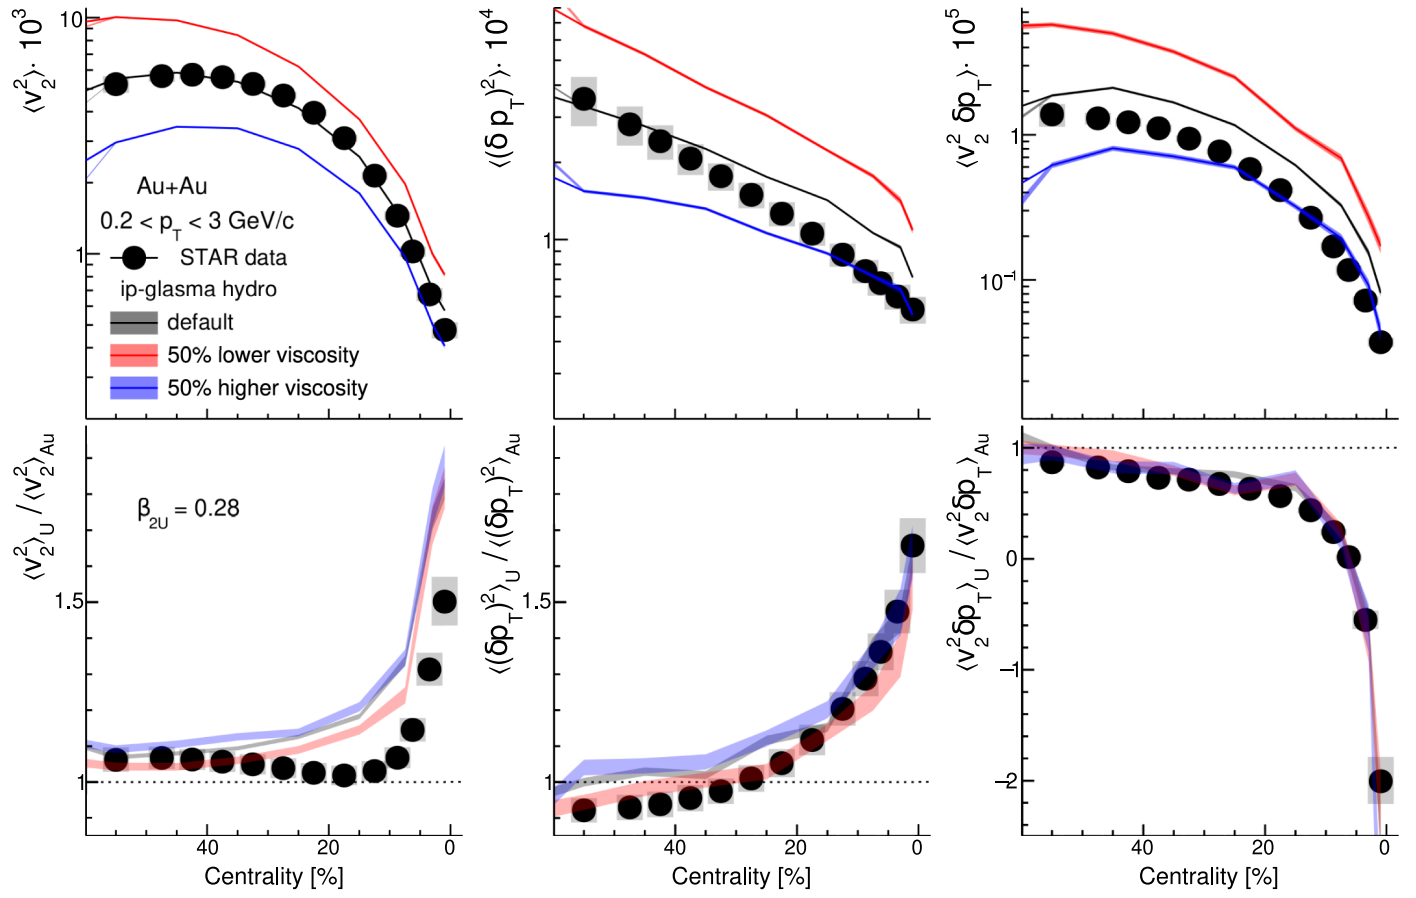 ⟨v₂²⟩· 10³
10
1
Au+Au
0.2 < p_T < 3 GeV/c
STAR data
ip-glasma hydro
default
50% lower viscosity
50% higher viscosity
⟨(δ p_T)²⟩· 10⁴
1
⟨v₂² δp_T⟩· 10⁵
1
10⁻¹
⟨v₂²⟩_U / ⟨v₂²⟩_Au
1.5
1
β_2U = 0.28
40 20 0
Centrality [%]
⟨(δp_T)²⟩_U / ⟨(δp_T)²⟩_Au
1.5
1
40 20 0
Centrality [%]
⟨v₂²δp_T⟩_U / ⟨v₂²δp_T⟩_Au
1
0
−1
−2
40 20 0
Centrality [%]